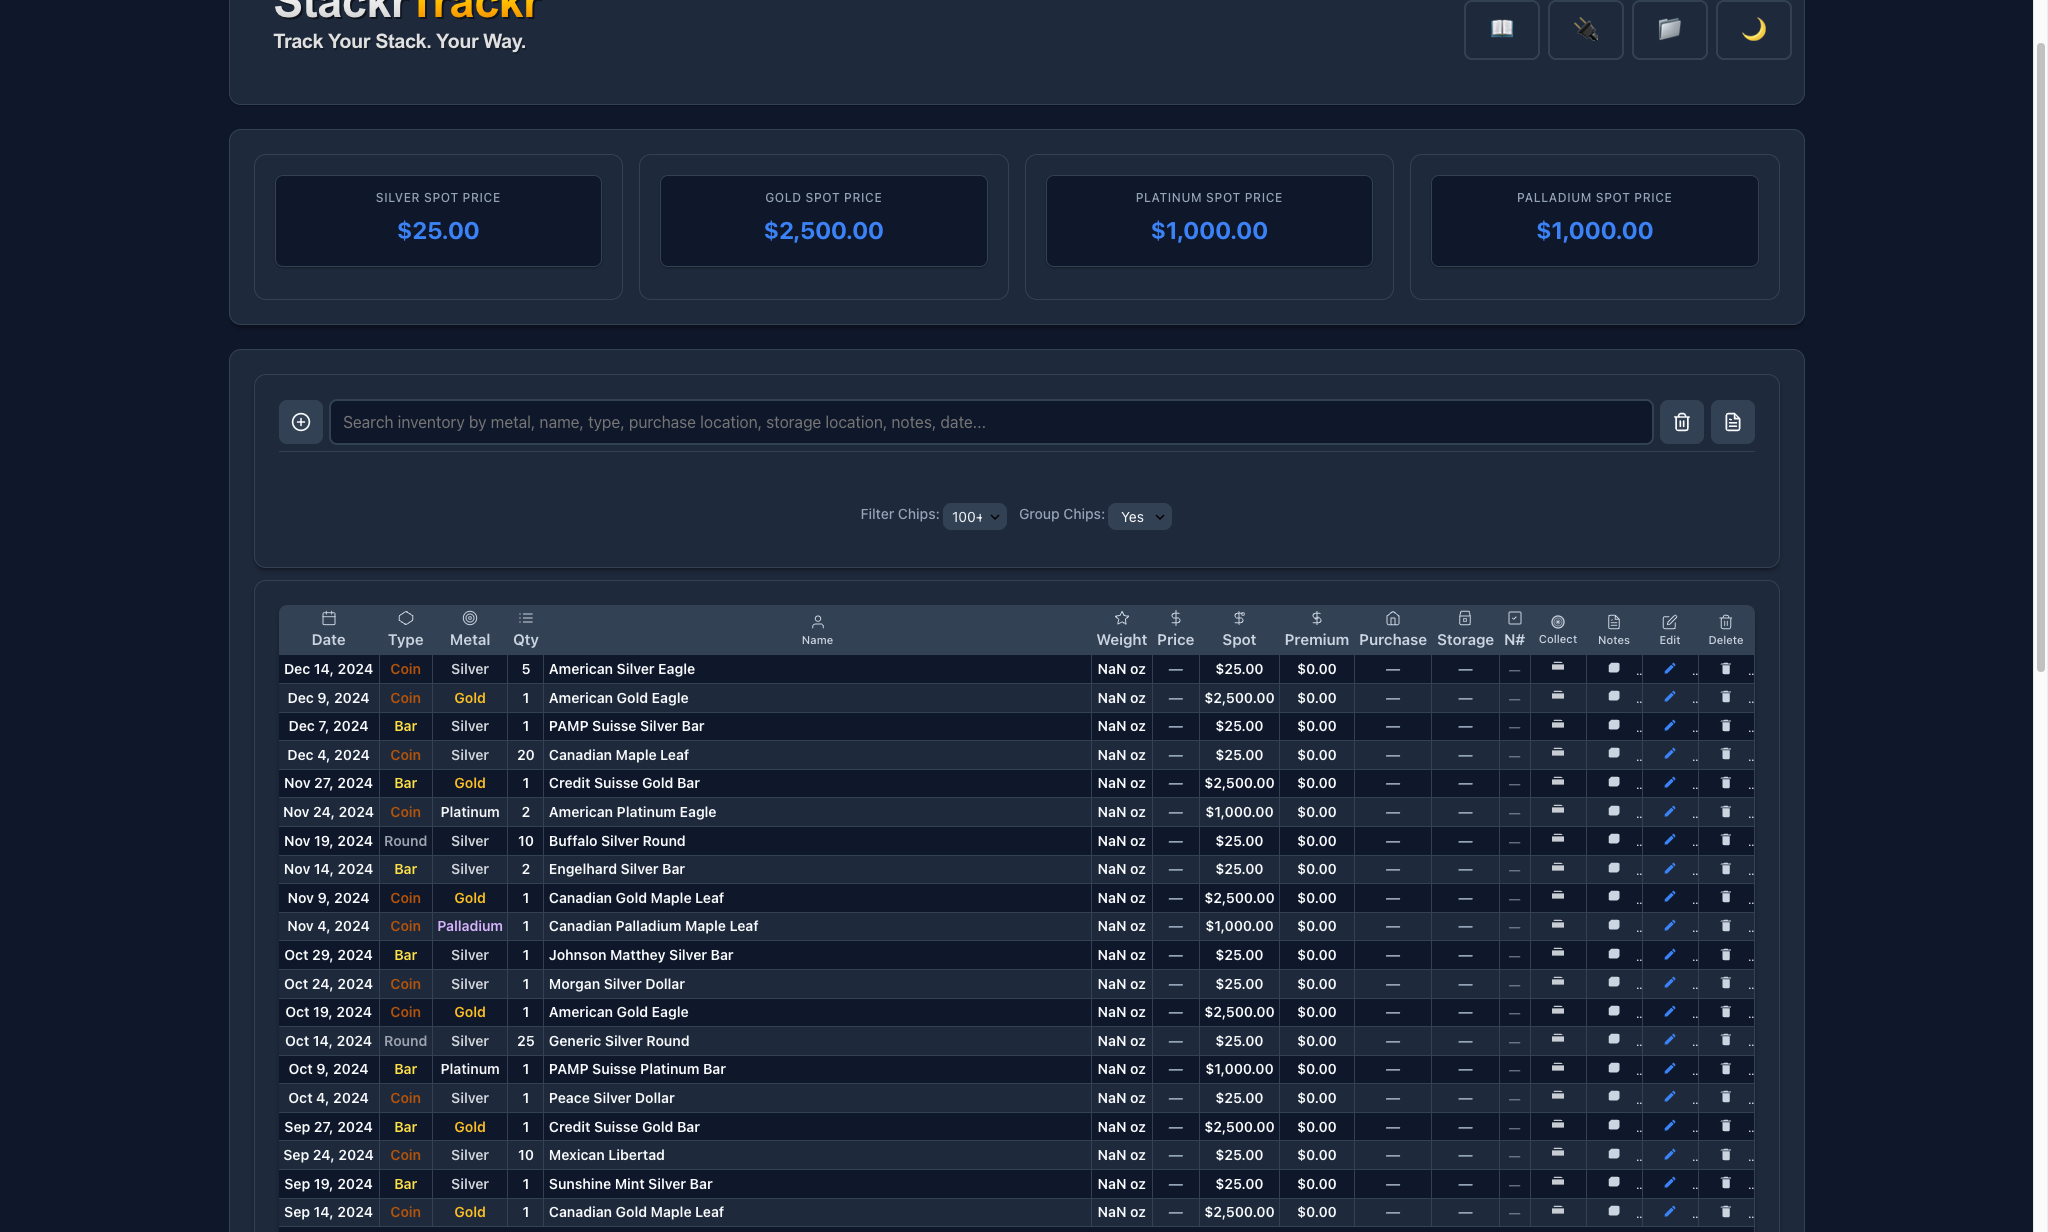 StackrTrackr
Track Your Stack. Your Way.
SILVER SPOT PRICE
$25.00
GOLD SPOT PRICE
$2,500.00
PLATINUM SPOT PRICE
$1,000.00
PALLADIUM SPOT PRICE
$1,000.00
Search inventory by metal, name, type, purchase location, storage location, notes, date...
Filter Chips: 100+ Group Chips: Yes
Date Type Metal Qty Name Weight Price Spot Premium Purchase Storage N# Collect Notes Edit Delete
Dec 14, 2024 Coin Silver 5 American Silver Eagle NaN oz — $25.00 $0.00 — — — .. .. ..
Dec 9, 2024 Coin Gold 1 American Gold Eagle NaN oz — $2,500.00 $0.00 — — — .. .. ..
Dec 7, 2024 Bar Silver 1 PAMP Suisse Silver Bar NaN oz — $25.00 $0.00 — — — .. .. ..
Dec 4, 2024 Coin Silver 20 Canadian Maple Leaf NaN oz — $25.00 $0.00 — — — .. .. ..
Nov 27, 2024 Bar Gold 1 Credit Suisse Gold Bar NaN oz — $2,500.00 $0.00 — — — .. .. ..
Nov 24, 2024 Coin Platinum 2 American Platinum Eagle NaN oz — $1,000.00 $0.00 — — — .. .. ..
Nov 19, 2024 Round Silver 10 Buffalo Silver Round NaN oz — $25.00 $0.00 — — — .. .. ..
Nov 14, 2024 Bar Silver 2 Engelhard Silver Bar NaN oz — $25.00 $0.00 — — — .. .. ..
Nov 9, 2024 Coin Gold 1 Canadian Gold Maple Leaf NaN oz — $2,500.00 $0.00 — — — .. .. ..
Nov 4, 2024 Coin Palladium 1 Canadian Palladium Maple Leaf NaN oz — $1,000.00 $0.00 — — — .. .. ..
Oct 29, 2024 Bar Silver 1 Johnson Matthey Silver Bar NaN oz — $25.00 $0.00 — — — .. .. ..
Oct 24, 2024 Coin Silver 1 Morgan Silver Dollar NaN oz — $25.00 $0.00 — — — .. .. ..
Oct 19, 2024 Coin Gold 1 American Gold Eagle NaN oz — $2,500.00 $0.00 — — — .. .. ..
Oct 14, 2024 Round Silver 25 Generic Silver Round NaN oz — $25.00 $0.00 — — — .. .. ..
Oct 9, 2024 Bar Platinum 1 PAMP Suisse Platinum Bar NaN oz — $1,000.00 $0.00 — — — .. .. ..
Oct 4, 2024 Coin Silver 1 Peace Silver Dollar NaN oz — $25.00 $0.00 — — — .. .. ..
Sep 27, 2024 Bar Gold 1 Credit Suisse Gold Bar NaN oz — $2,500.00 $0.00 — — — .. .. ..
Sep 24, 2024 Coin Silver 10 Mexican Libertad NaN oz — $25.00 $0.00 — — — .. .. ..
Sep 19, 2024 Bar Silver 1 Sunshine Mint Silver Bar NaN oz — $25.00 $0.00 — — — .. .. ..
Sep 14, 2024 Coin Gold 1 Canadian Gold Maple Leaf NaN oz — $2,500.00 $0.00 — — — .. .. ..